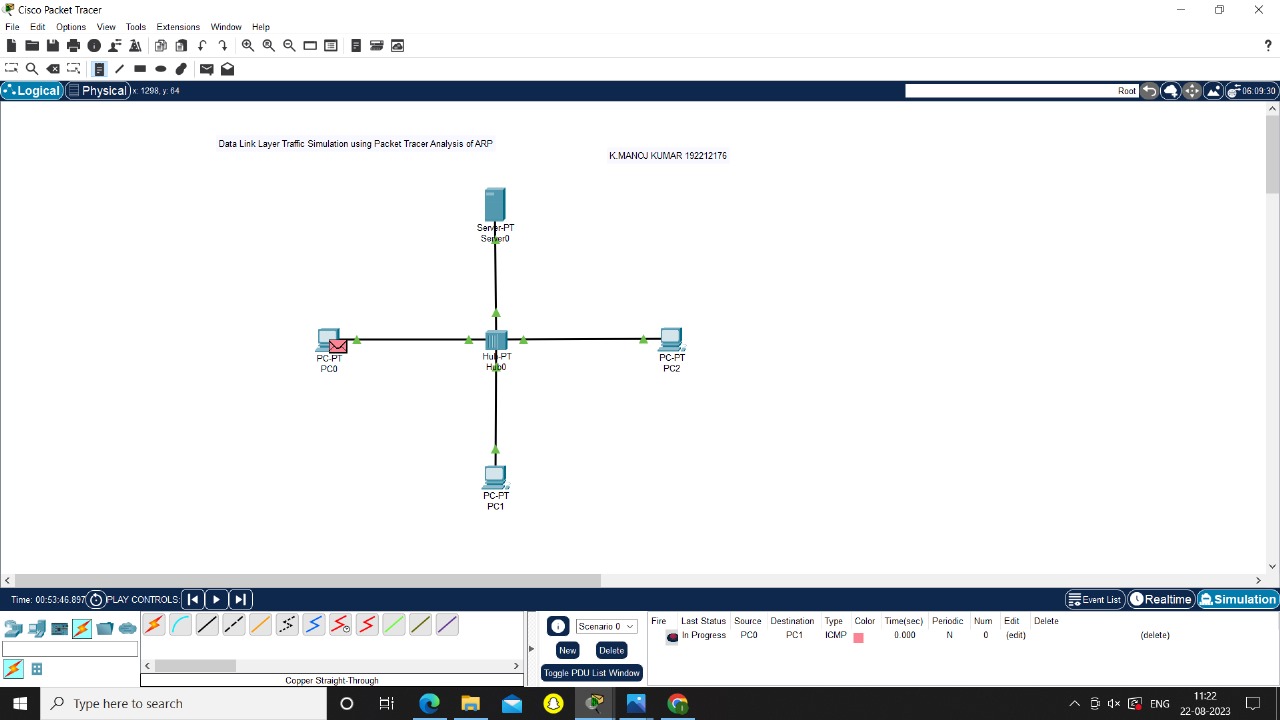 Cisco Packet Tracer
File Edit Options View Tools Extensions Window Help
?
Logical Physical x: 1298, y: 64 Root 06:09:30
Data Link Layer Traffic Simulation using Packet Tracer Analysis of ARP
K.MANOJ KUMAR 192212176
Server-PT
Server0
PC-PT
PC0
Hub-PT
Hub0
PC-PT
PC2
PC-PT
PC1
Time: 00:53:46.897 PLAY CONTROLS: Event List Realtime Simulation
Scenario 0
New Delete
Toggle PDU List Window
Fire Last Status Source Destination Type Color Time(sec) Periodic Num Edit Delete
In Progress PC0 PC1 ICMP 0.000 N 0 (edit) (delete)
Copper Straight-Through
Type here to search
ENG
11:22
22-08-2023